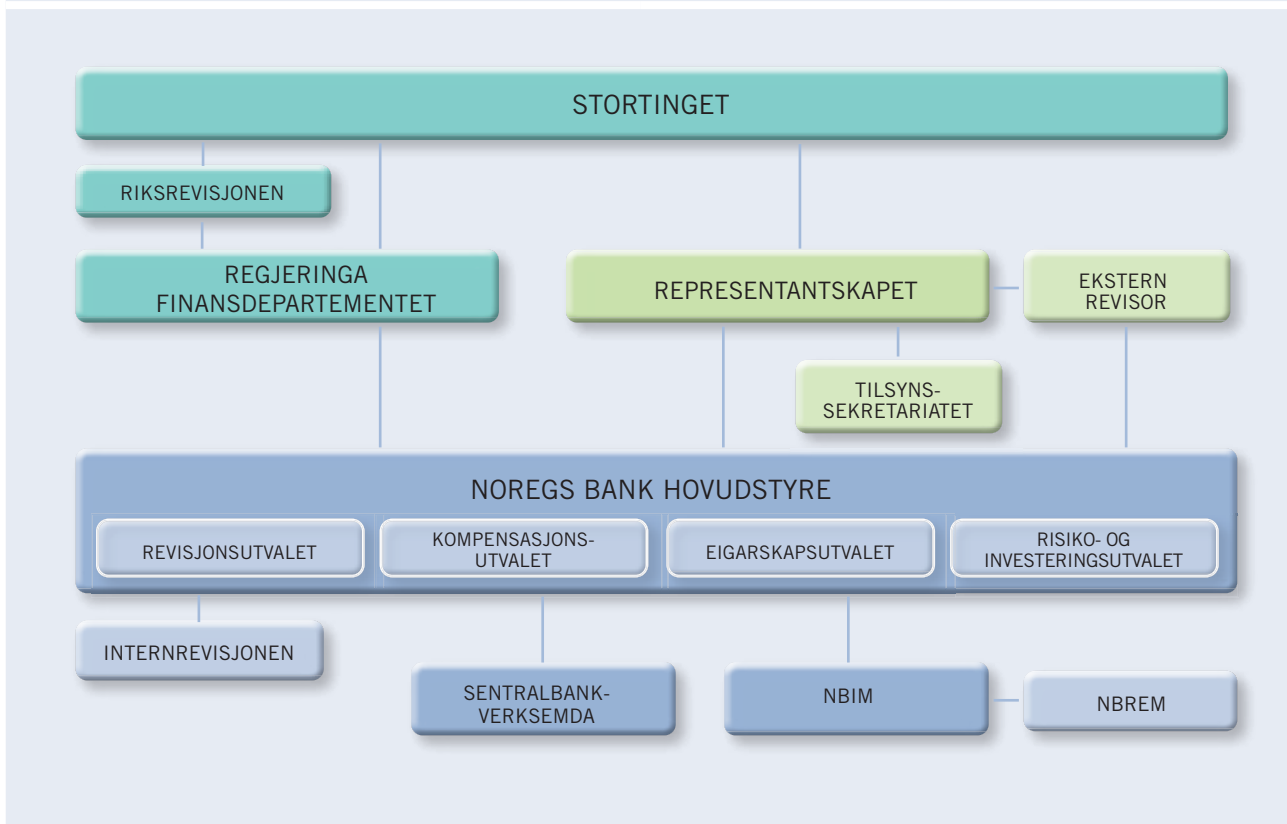 STORTINGET
RIKSREVISJONEN
REGJERINGA
FINANSDEPARTEMENTET
REPRESENTANTSKAPET
EKSTERN
REVISOR
TILSYNS-
SEKRETARIATET
NOREGS BANK HOVUDSTYRE
REVISJONSUTVALET
KOMPENSASJONS-
UTVALET
EIGARSKAPSUTVALET
RISIKO- OG
INVESTERINGSUTVALET
INTERNREVISJONEN
SENTRALBANK-
VERKSEMDA
NBIM
NBREM